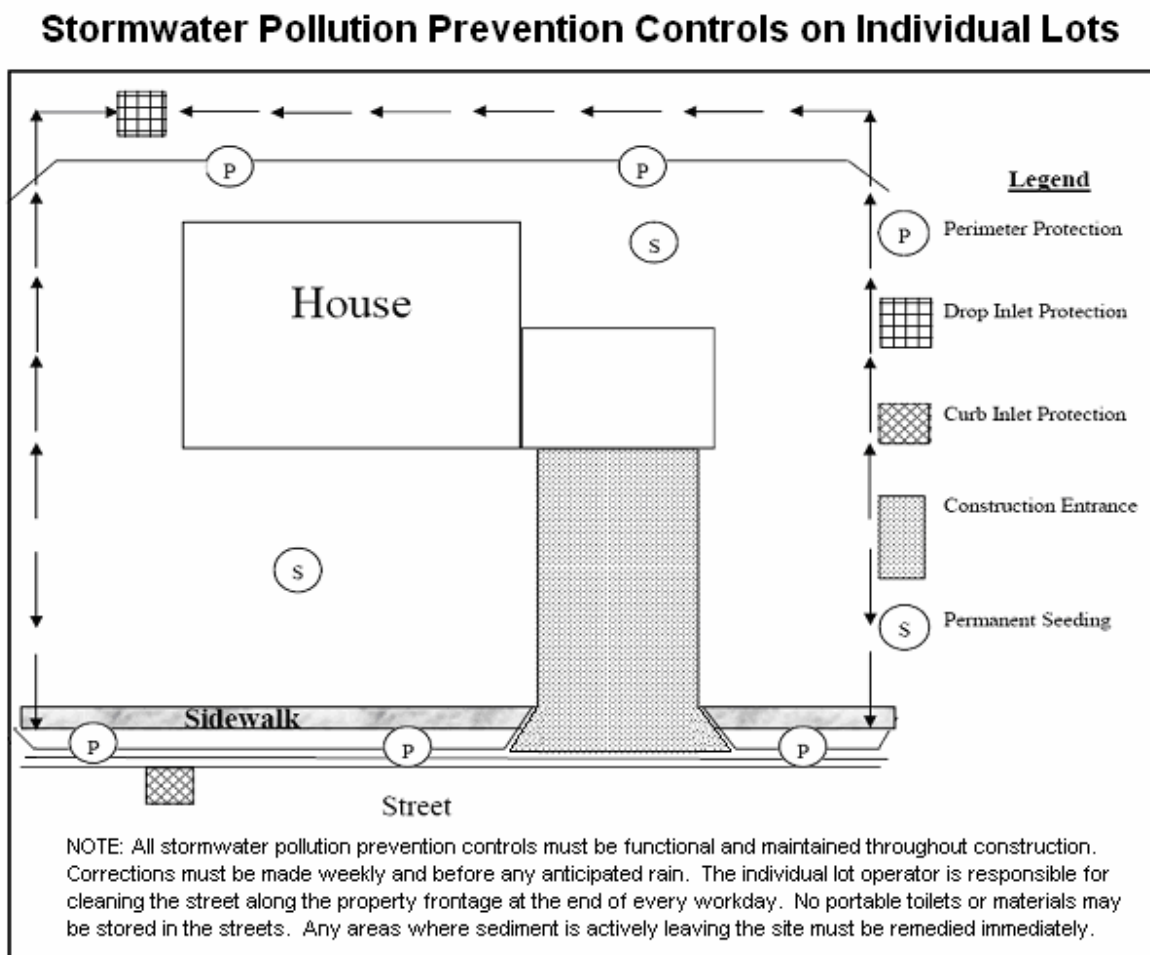 Stormwater Pollution Prevention Controls on Individual Lots
P
P
Legend
P
Perimeter Protection
S
House
Drop Inlet Protection
Curb Inlet Protection
Construction Entrance
S
S
Permanent Seeding
Sidewalk
P
P
P
Street
NOTE: All stormwater pollution prevention controls must be functional and maintained throughout construction.
Corrections must be made weekly and before any anticipated rain. The individual lot operator is responsible for
cleaning the street along the property frontage at the end of every workday. No portable toilets or materials may
be stored in the streets. Any areas where sediment is actively leaving the site must be remedied immediately.